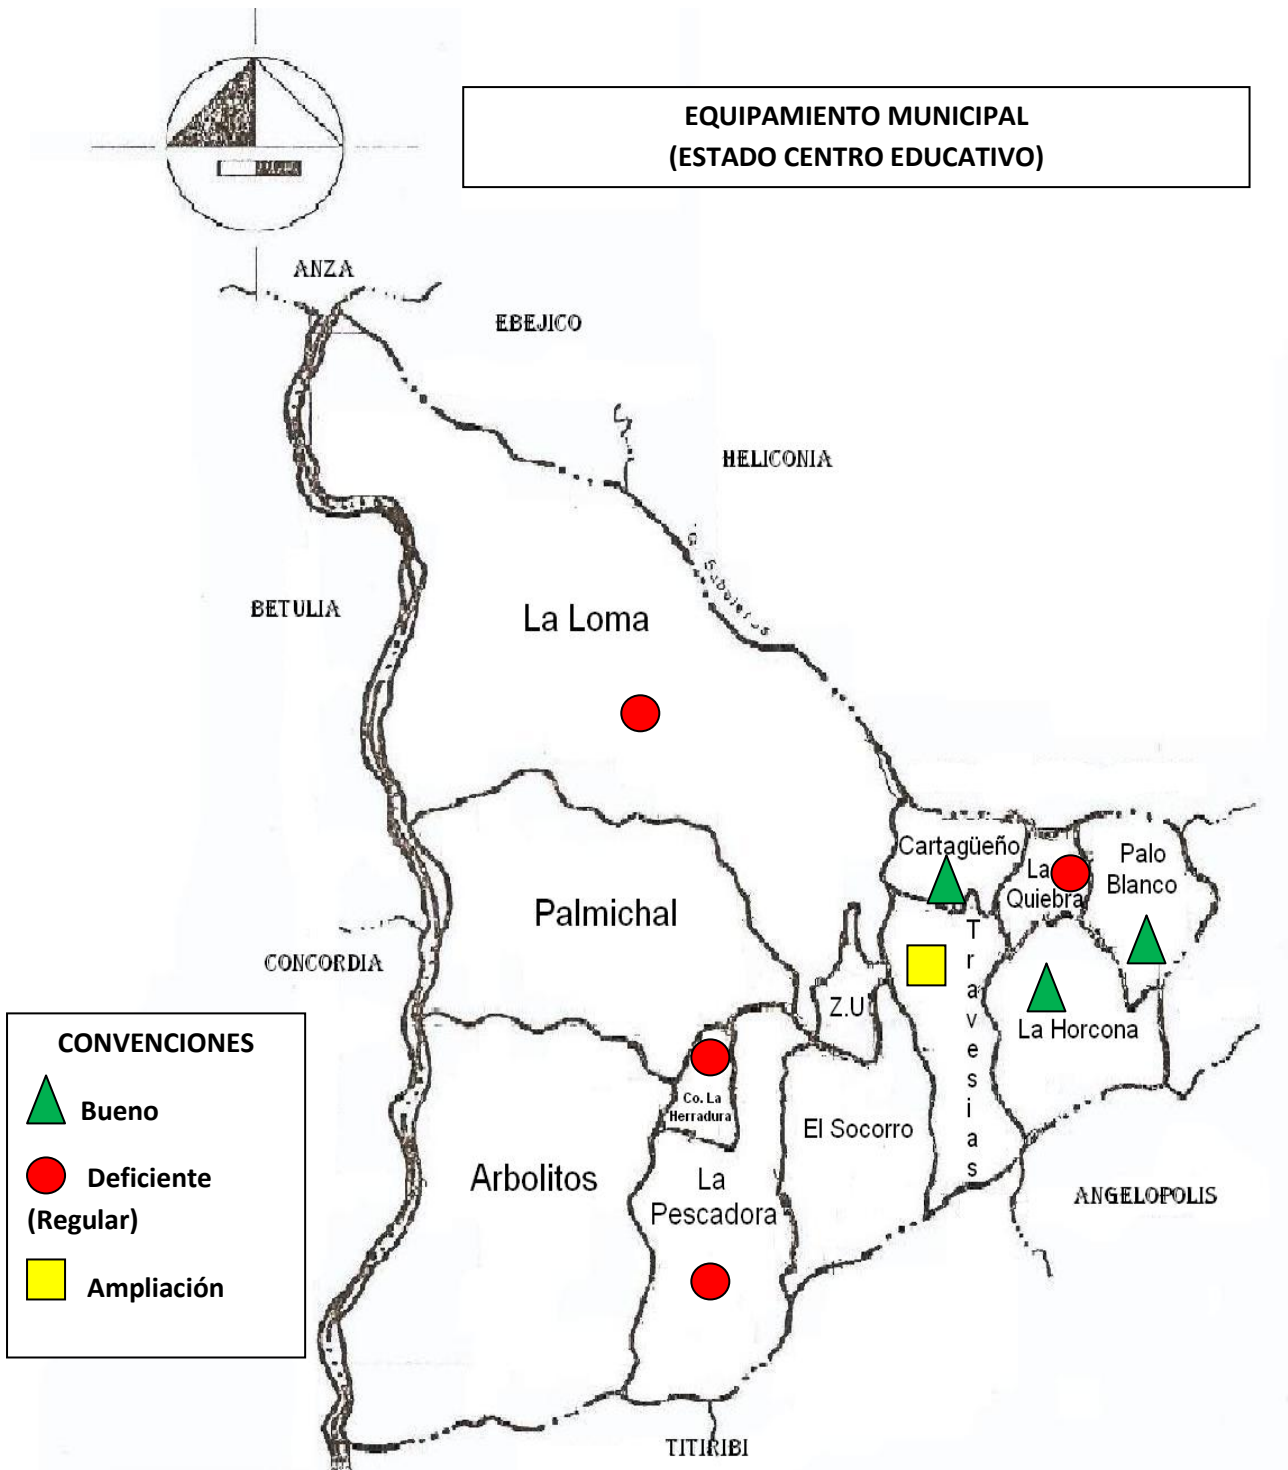 EQUIPAMIENTO MUNICIPAL
(ESTADO CENTRO EDUCATIVO)
ANZA
EBEJICO
HELICONIA
BETULIA
La Loma
Cartagüeño
La
Quiebra
Palo
Blanco
Palmichal
Travesias
CONCORDIA
Z.U
La Horcona
CONVENCIONES
Bueno
Deficiente
(Regular)
Ampliación
Co. La
Herradura
El Socorro
Arbolitos
La
Pescadora
ANGELOPOLIS
TITIRIBI